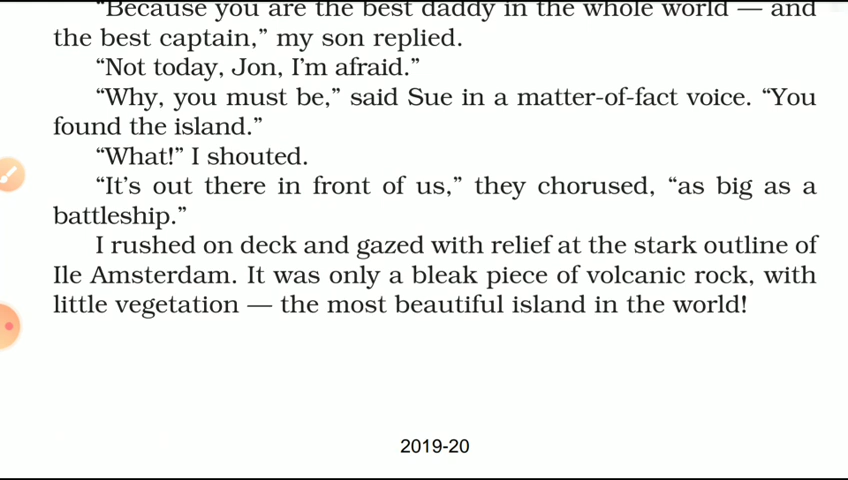 "Because you are the best daddy in the whole world — and
the best captain,” my son replied.
“Not today, Jon, I’m afraid.”
“Why, you must be,” said Sue in a matter-of-fact voice. “You
found the island.”
“What!” I shouted.
“It’s out there in front of us,” they chorused, “as big as a
battleship.”
I rushed on deck and gazed with relief at the stark outline of
Ile Amsterdam. It was only a bleak piece of volcanic rock, with
little vegetation — the most beautiful island in the world!
2019-20